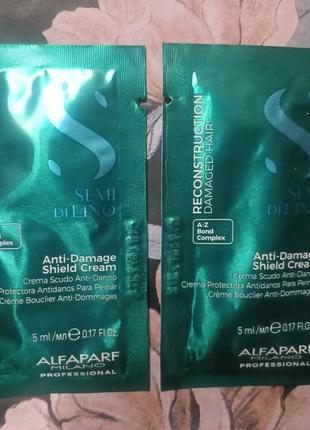 SEMI
DI LINO
Complex
Anti-Damage
Shield Cream
Crema Scudo Anti-Danno
Protectora Antidanos Para Peinar
Crème Bouclier Anti-Dommages
5 ml/мл ℮ 0.17 Fl.Oz.
ALFAPARF
MILANO
PROFESSIONAL
RECONSTRUCTION
DAMAGED HAIR
A-Z
Bond
Complex
SEMI
DI LINO
Anti-Damage
Shield Cream
Crema Scudo Anti-Danno
Crema Protectora Antidanos Para Peinar
Crème Bouclier Anti-Dommages
5 ml/мл ℮ 0.17 Fl.Oz.
ALFAPARF
MILANO
PROFESSIONAL